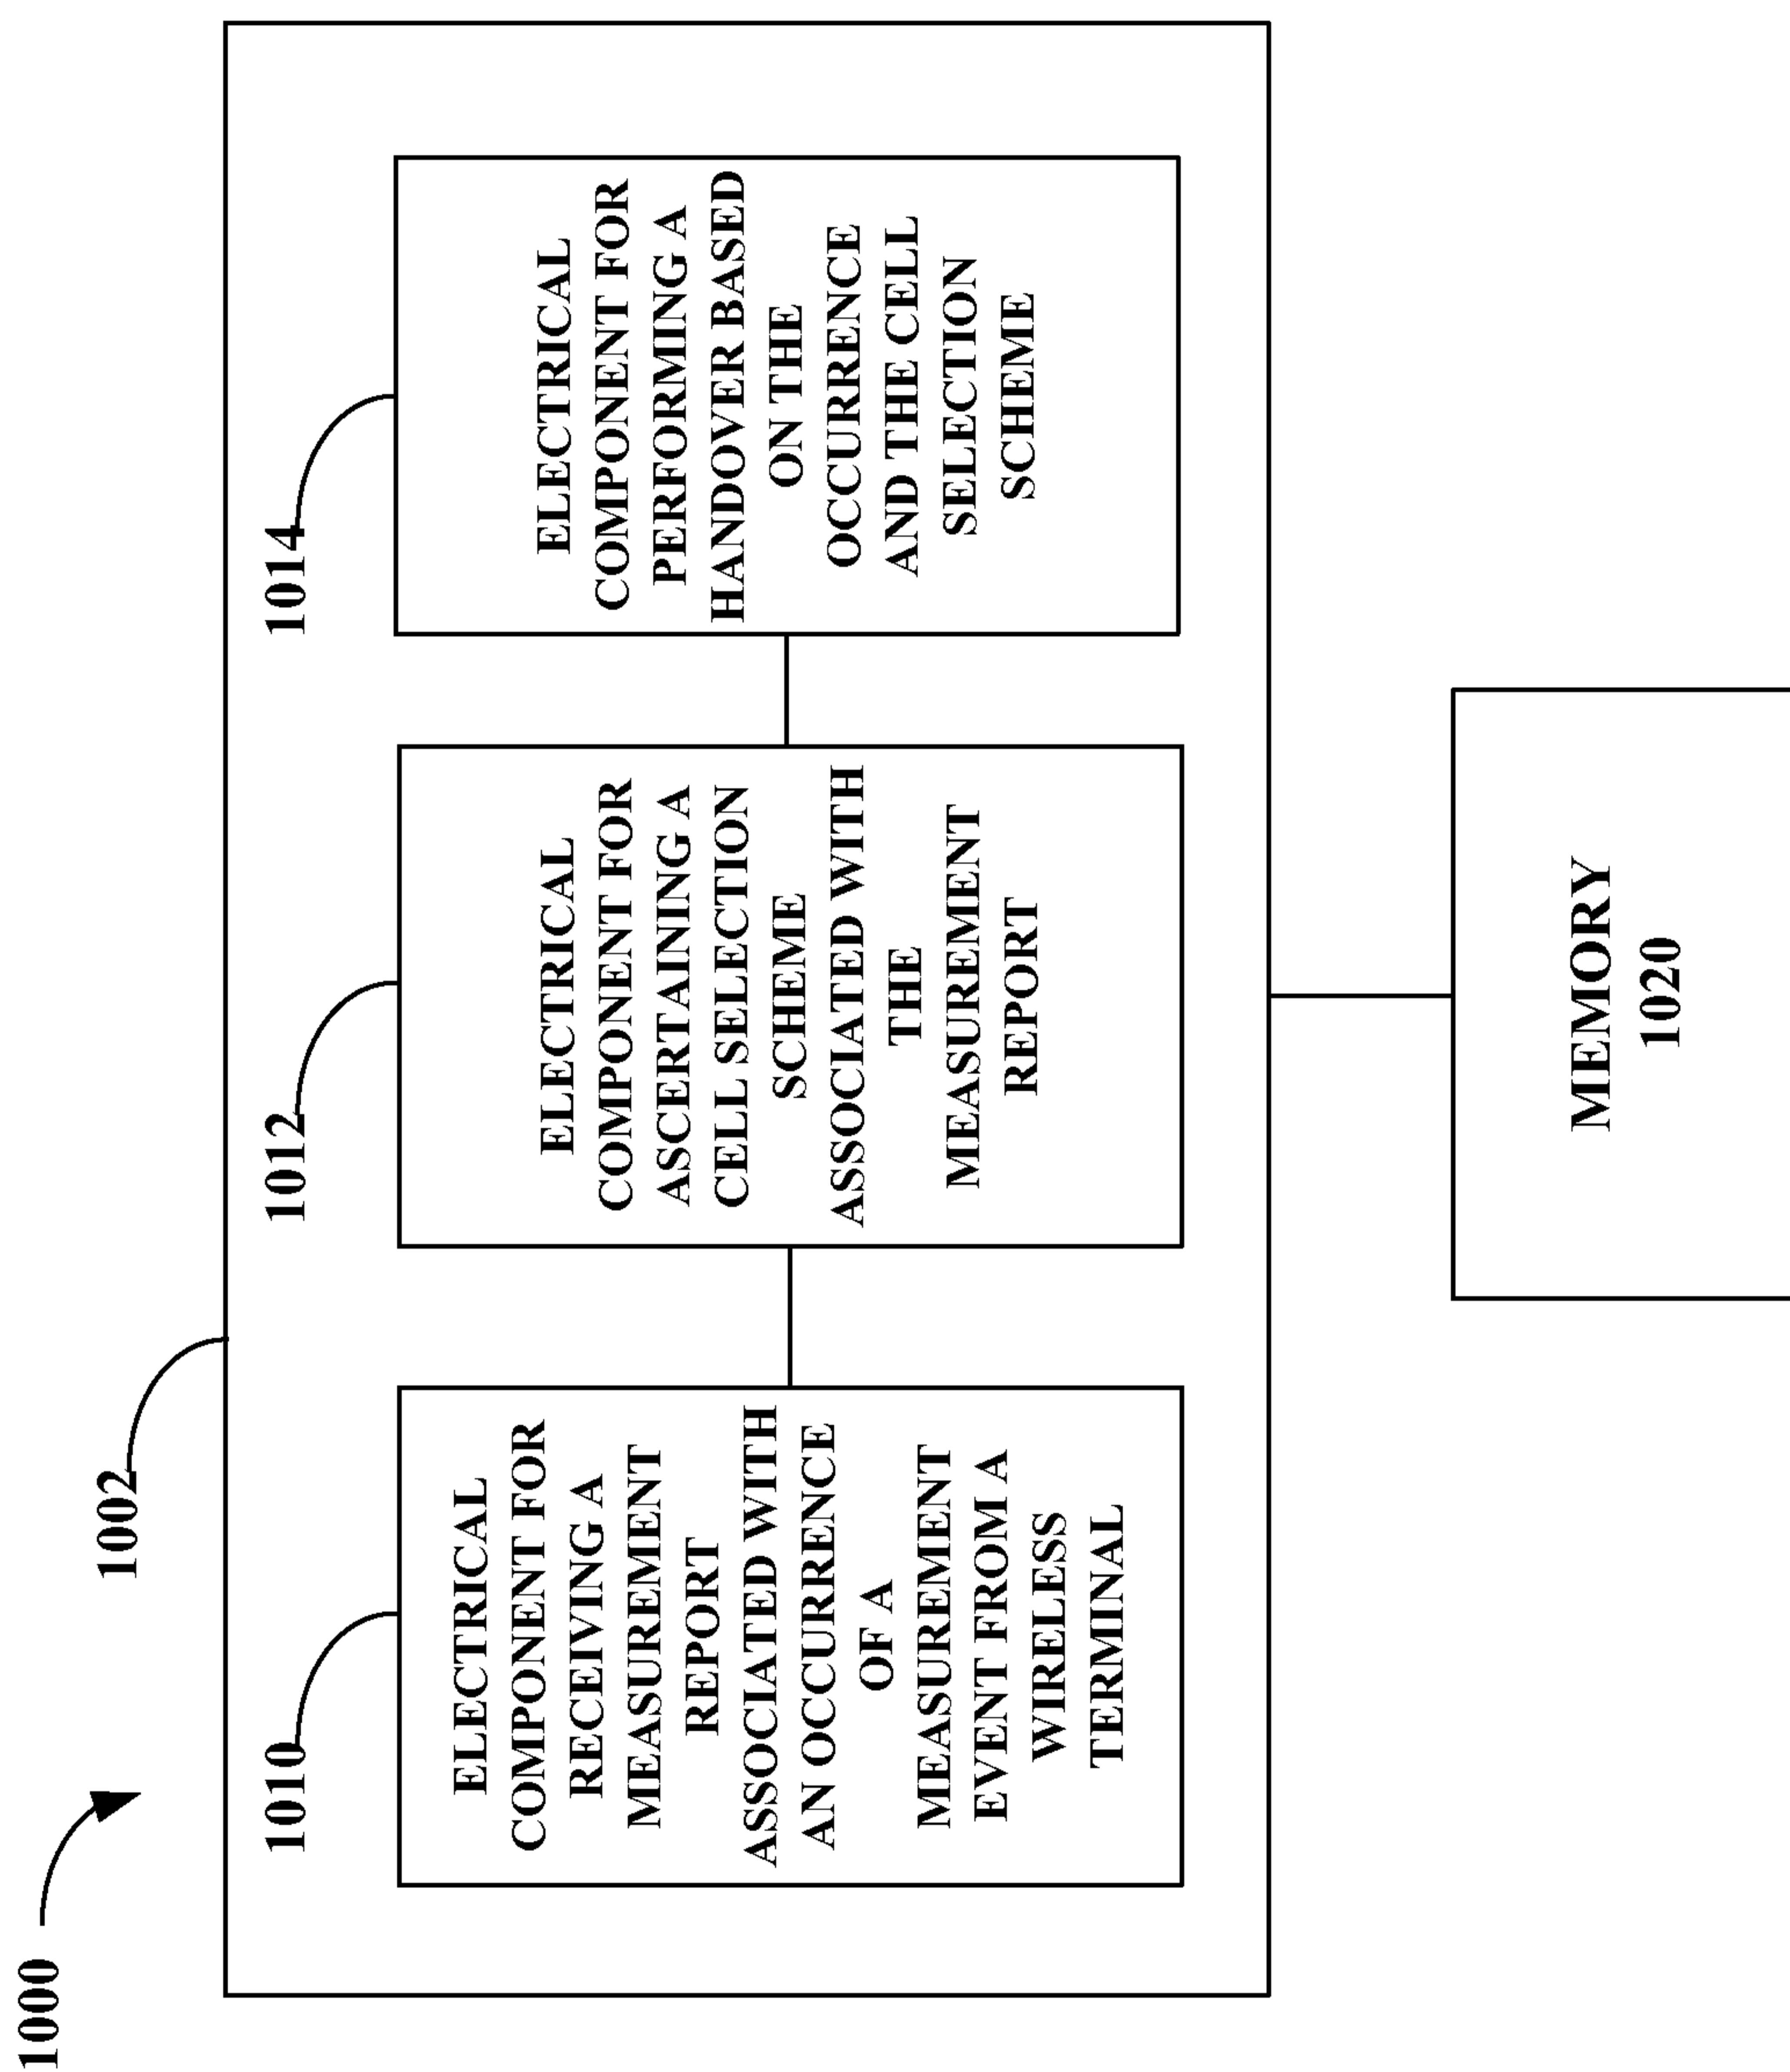 1000
1002
1010
ELECTRICAL
COMPONENT FOR
RECEIVING A
MEASUREMENT
REPORT
ASSOCIATED WITH
AN OCCURRENCE
OF A
MEASUREMENT
EVENT FROM A
WIRELESS
TERMINAL
1012
ELECTRICAL
COMPONENT FOR
ASCERTAINING A
CELL SELECTION
SCHEME
ASSOCIATED WITH
THE
MEASUREMENT
REPORT
1014
ELECTRICAL
COMPONENT FOR
PERFORMING A
HANDOVER BASED
ON THE
OCCURRENCE
AND THE CELL
SELECTION
SCHEME
MEMORY
1020